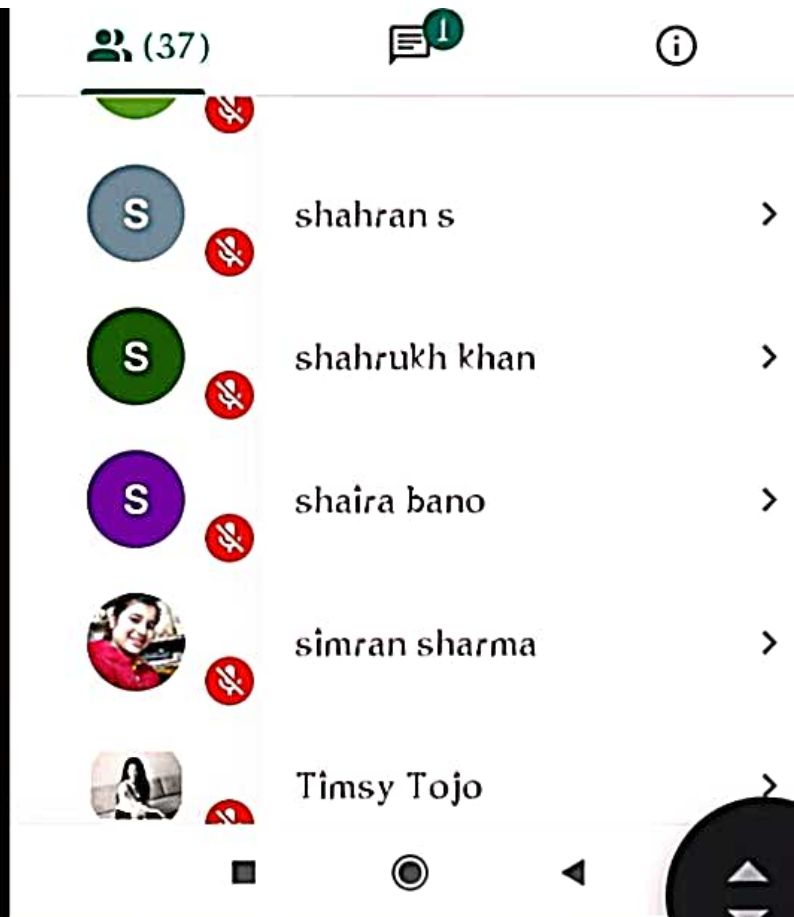 (37)
1
S
shahran s
S
shahrukh khan
S
shaira bano
simran sharma
Timsy Tojo